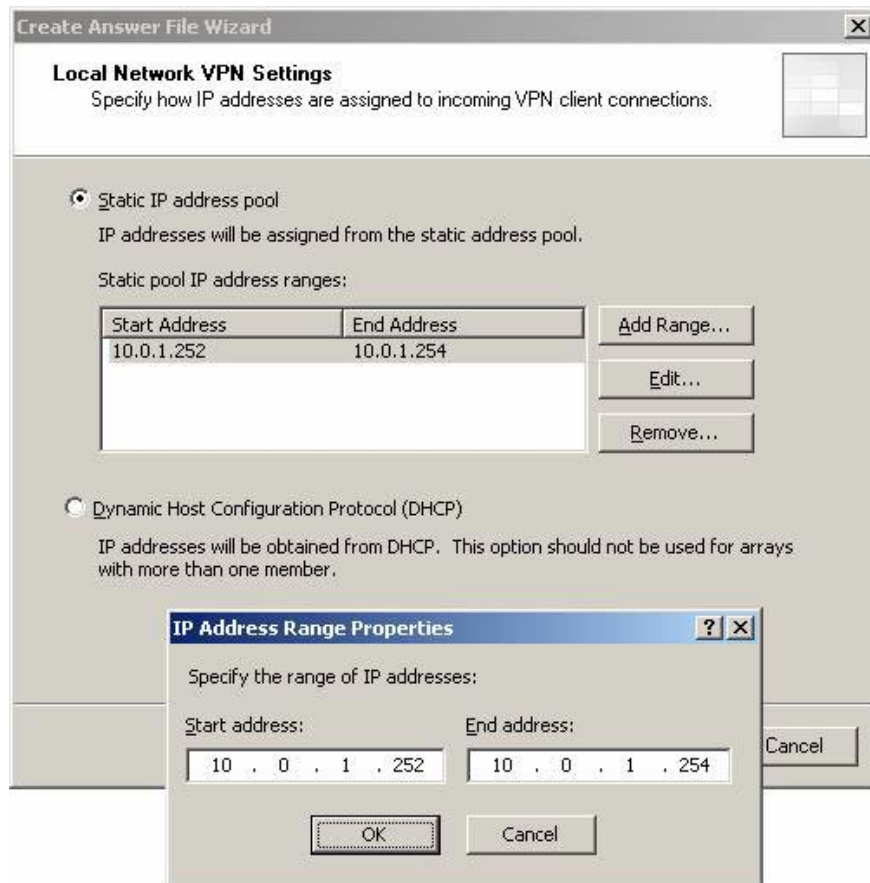 Create Answer File Wizard
Local Network VPN Settings
Specify how IP addresses are assigned to incoming VPN client connections.
Static IP address pool
IP addresses will be assigned from the static address pool.
Static pool IP address ranges:
Start Address End Address
10.0.1.252 10.0.1.254
Add Range...
Edit...
Remove...
Dynamic Host Configuration Protocol (DHCP)
IP addresses will be obtained from DHCP. This option should not be used for arrays
with more than one member.
IP Address Range Properties
Specify the range of IP addresses:
Start address: End address:
10 . 0 . 1 . 252 10 . 0 . 1 . 254
OK Cancel
Cancel